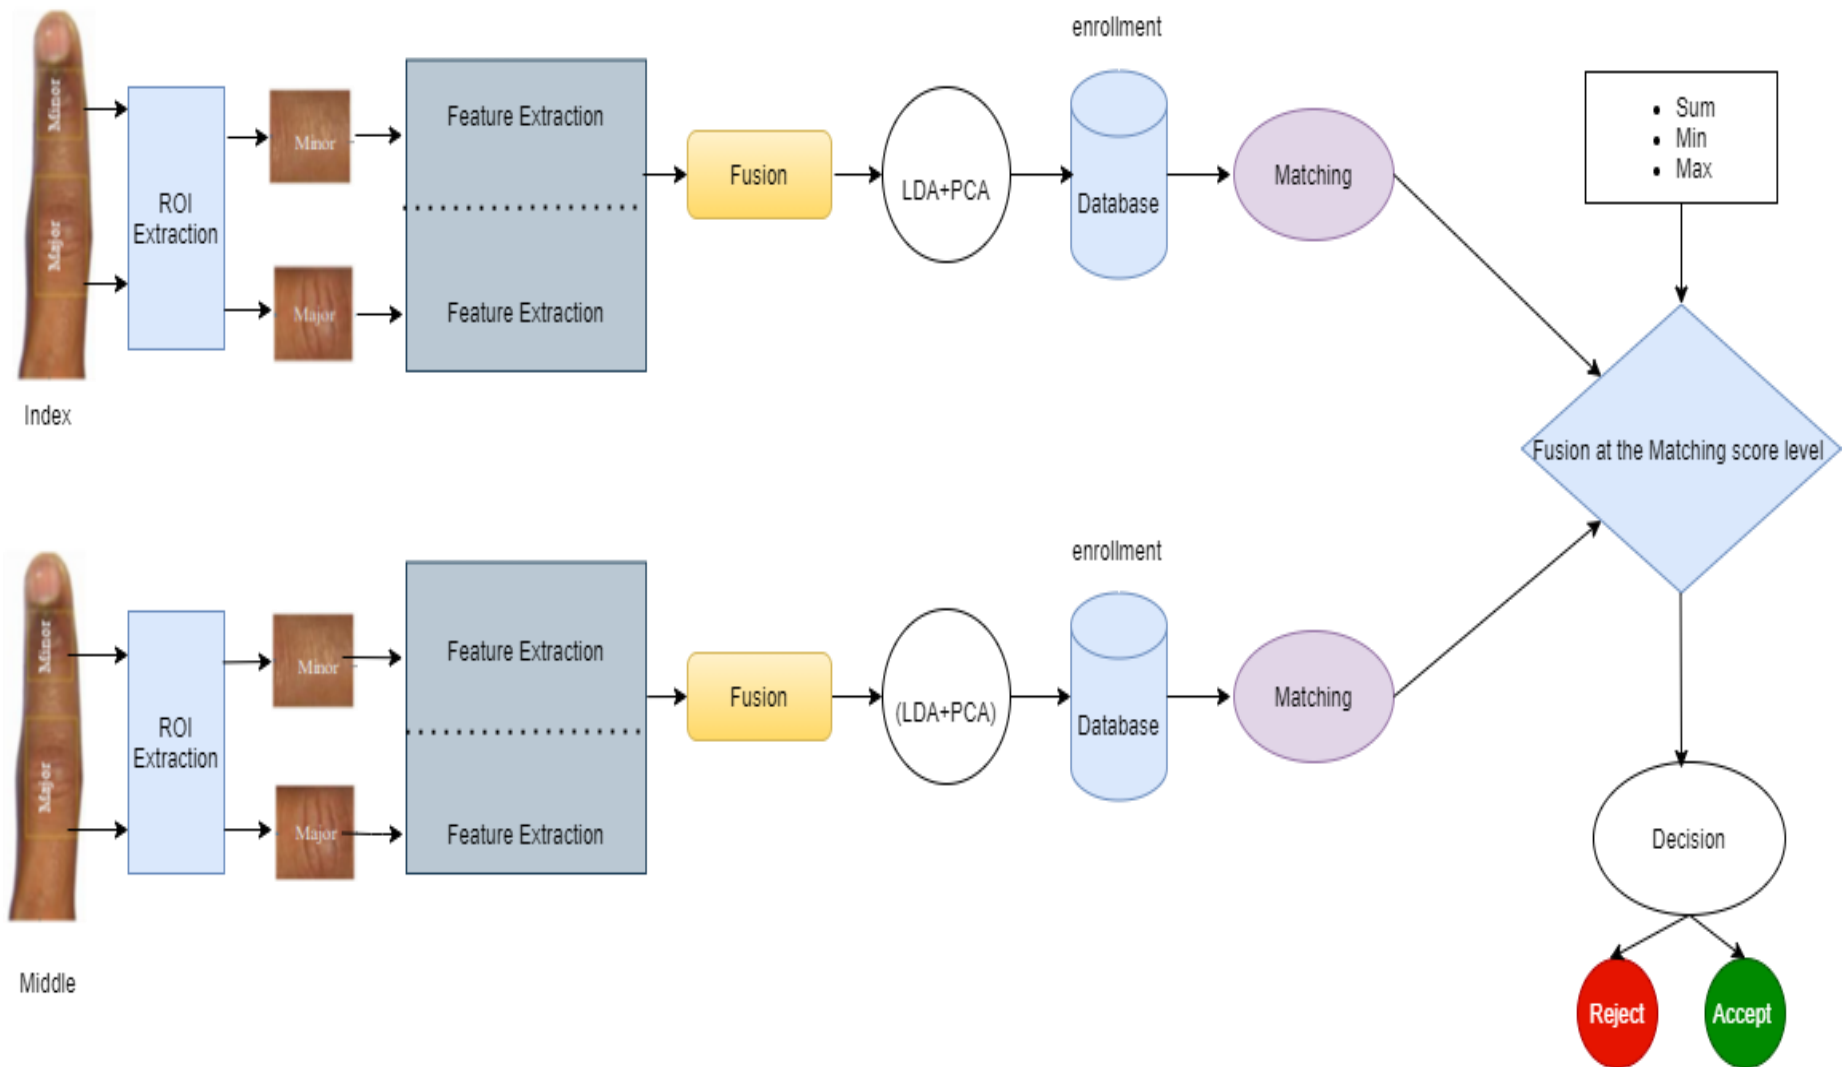 enrollment
Minor
Major
ROI
Extraction
Minor
Major
Feature Extraction
Feature Extraction
Fusion
LDA+PCA
Database
Matching
• Sum
• Min
• Max
Index
Fusion at the Matching score level
enrollment
Minor
Major
ROI
Extraction
Minor
Major
Feature Extraction
Feature Extraction
Fusion
(LDA+PCA)
Database
Matching
Middle
Decision
Reject
Accept